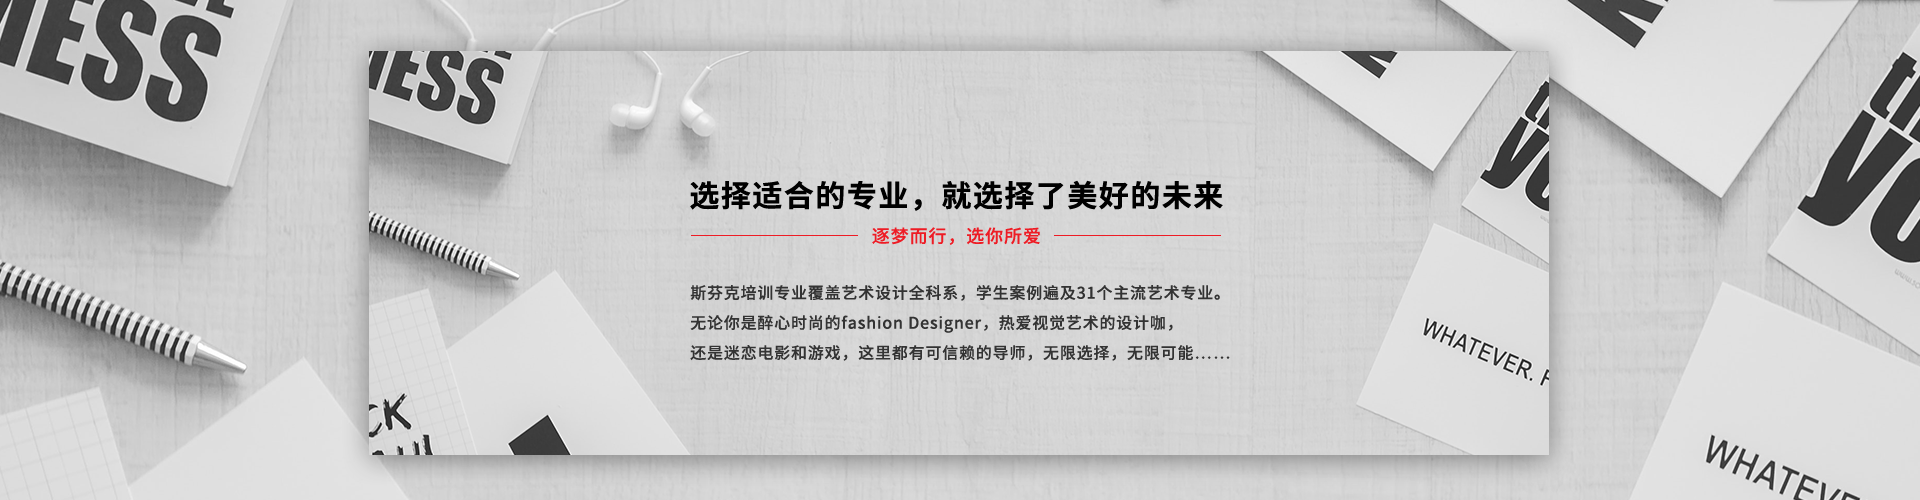 NESS
NESS
选择适合的专业，就选择了美好的未来
逐梦而行，选你所爱
斯芬克培训专业覆盖艺术设计全科系，学生案例遍及31个主流艺术专业。
无论你是醉心时尚的fashion Designer，热爱视觉艺术的设计咖，
还是迷恋电影和游戏，这里都有可信赖的导师，无限选择，无限可能……
WHATEVER. F
WHATEVE
CK